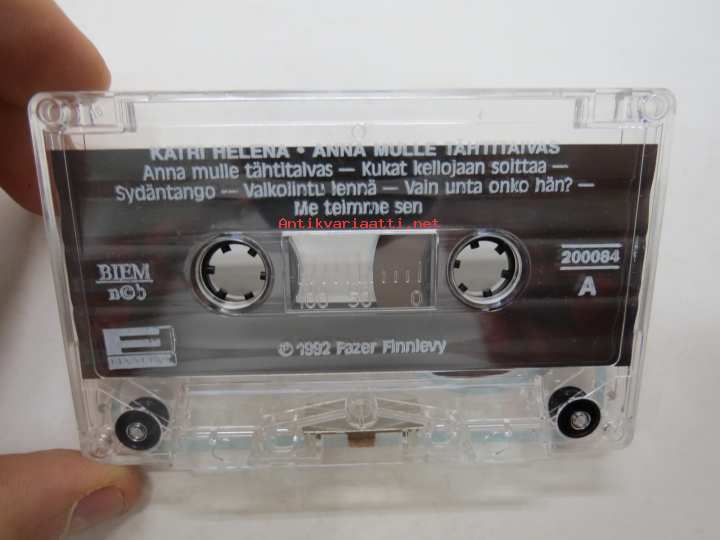 KATRI HELENA • ANNA MULLE TÄHTITAIVAS
Anna mulle tähtitaivas — Kukat kellojaan soittaa —
Sydäntango — Valkolintu lennä — Vain unta onko hän? —
Me teimme sen
Antikvariaatti.net
BIEM
n©b
200084
A
100 50 0
FINNLEVY
℗ 1992 Fazer Finnlevy